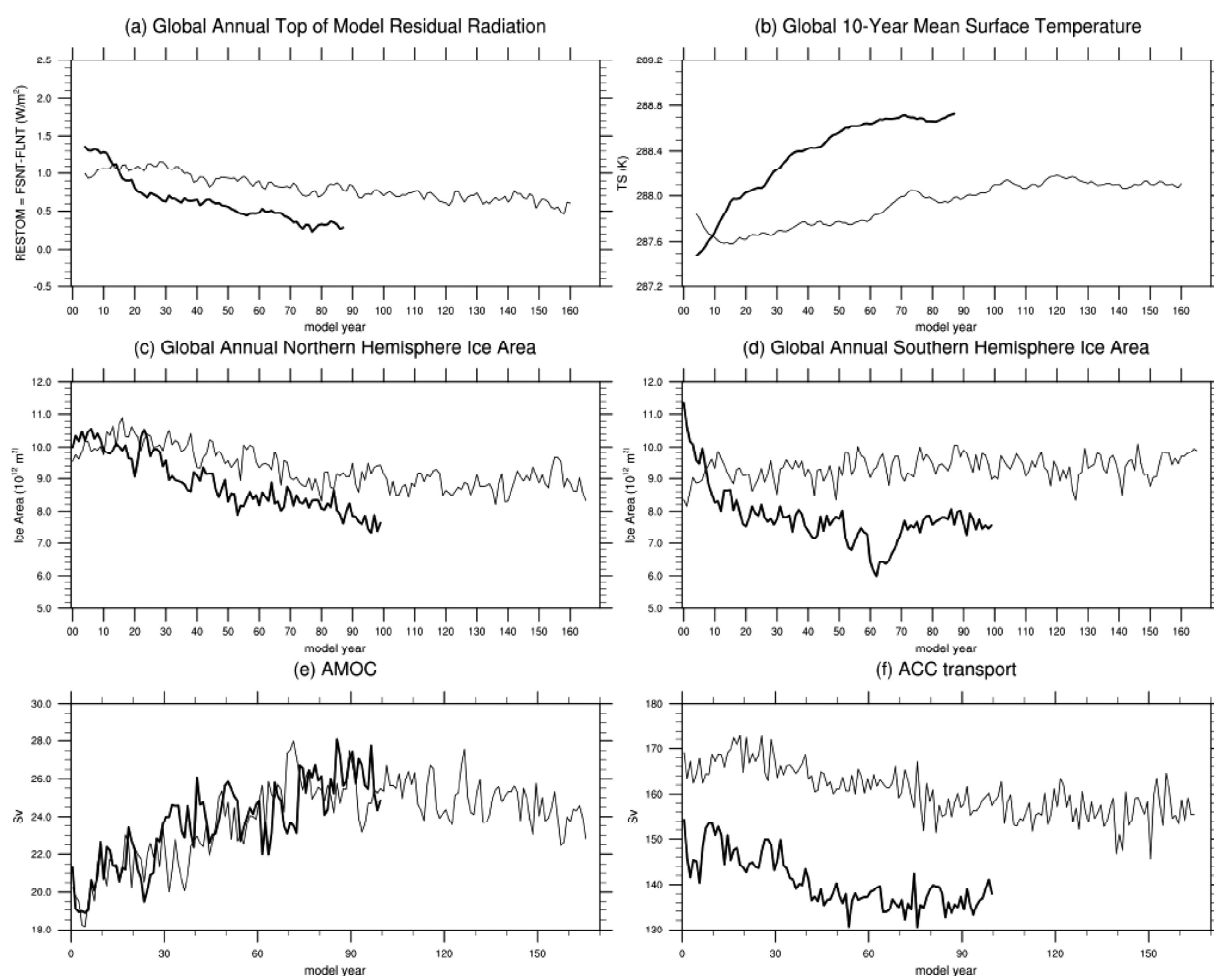 (a) Global Annual Top of Model Residual Radiation
(b) Global 10-Year Mean Surface Temperature
RESTOM = FSNT-FLNT (W/m²)
2.5
2.0
1.5
1.0
0.5
0.0
-0.5
00 10 20 30 40 50 60 70 80 90 100 110 120 130 140 150 160
model year
TS (K)
289.2
288.8
288.4
288.0
287.6
287.2
00 10 20 30 40 50 60 70 80 90 100 110 120 130 140 150 160
model year
(c) Global Annual Northern Hemisphere Ice Area
(d) Global Annual Southern Hemisphere Ice Area
Ice Area (10¹² m²)
12.0
11.0
10.0
9.0
8.0
7.0
6.0
5.0
00 10 20 30 40 50 60 70 80 90 100 110 120 130 140 150 160
model year
Ice Area (10¹² m²)
12.0
11.0
10.0
9.0
8.0
7.0
6.0
5.0
00 10 20 30 40 50 60 70 80 90 100 110 120 130 140 150 160
model year
(e) AMOC
(f) ACC transport
Sv
30.0
28.0
26.0
24.0
22.0
20.0
18.0
0 30 60 90 120 150
model year
Sv
180
170
160
150
140
130
0 30 60 90 120 150
model year